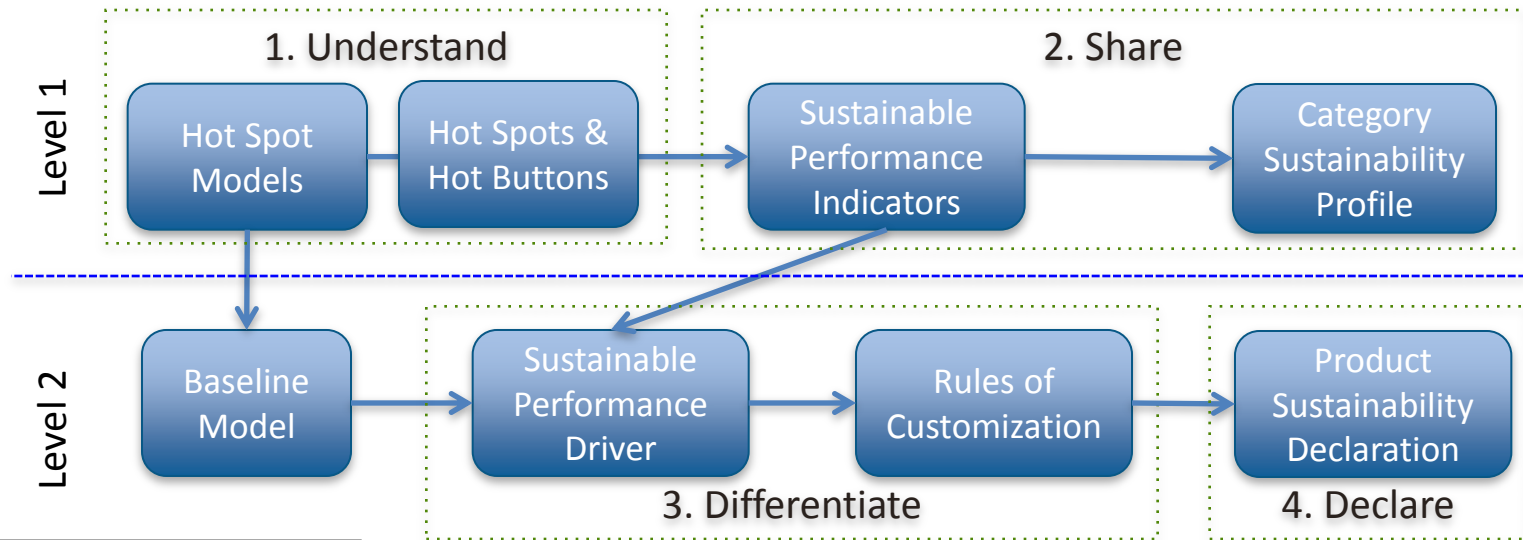 1. Understand
2. Share
Level 1
Hot Spot
Models
Hot Spots &
Hot Buttons
Sustainable
Performance
Indicators
Category
Sustainability
Profile
Level 2
Baseline
Model
Sustainable
Performance
Driver
Rules of
Customization
Product
Sustainability
Declaration
3. Differentiate
4. Declare